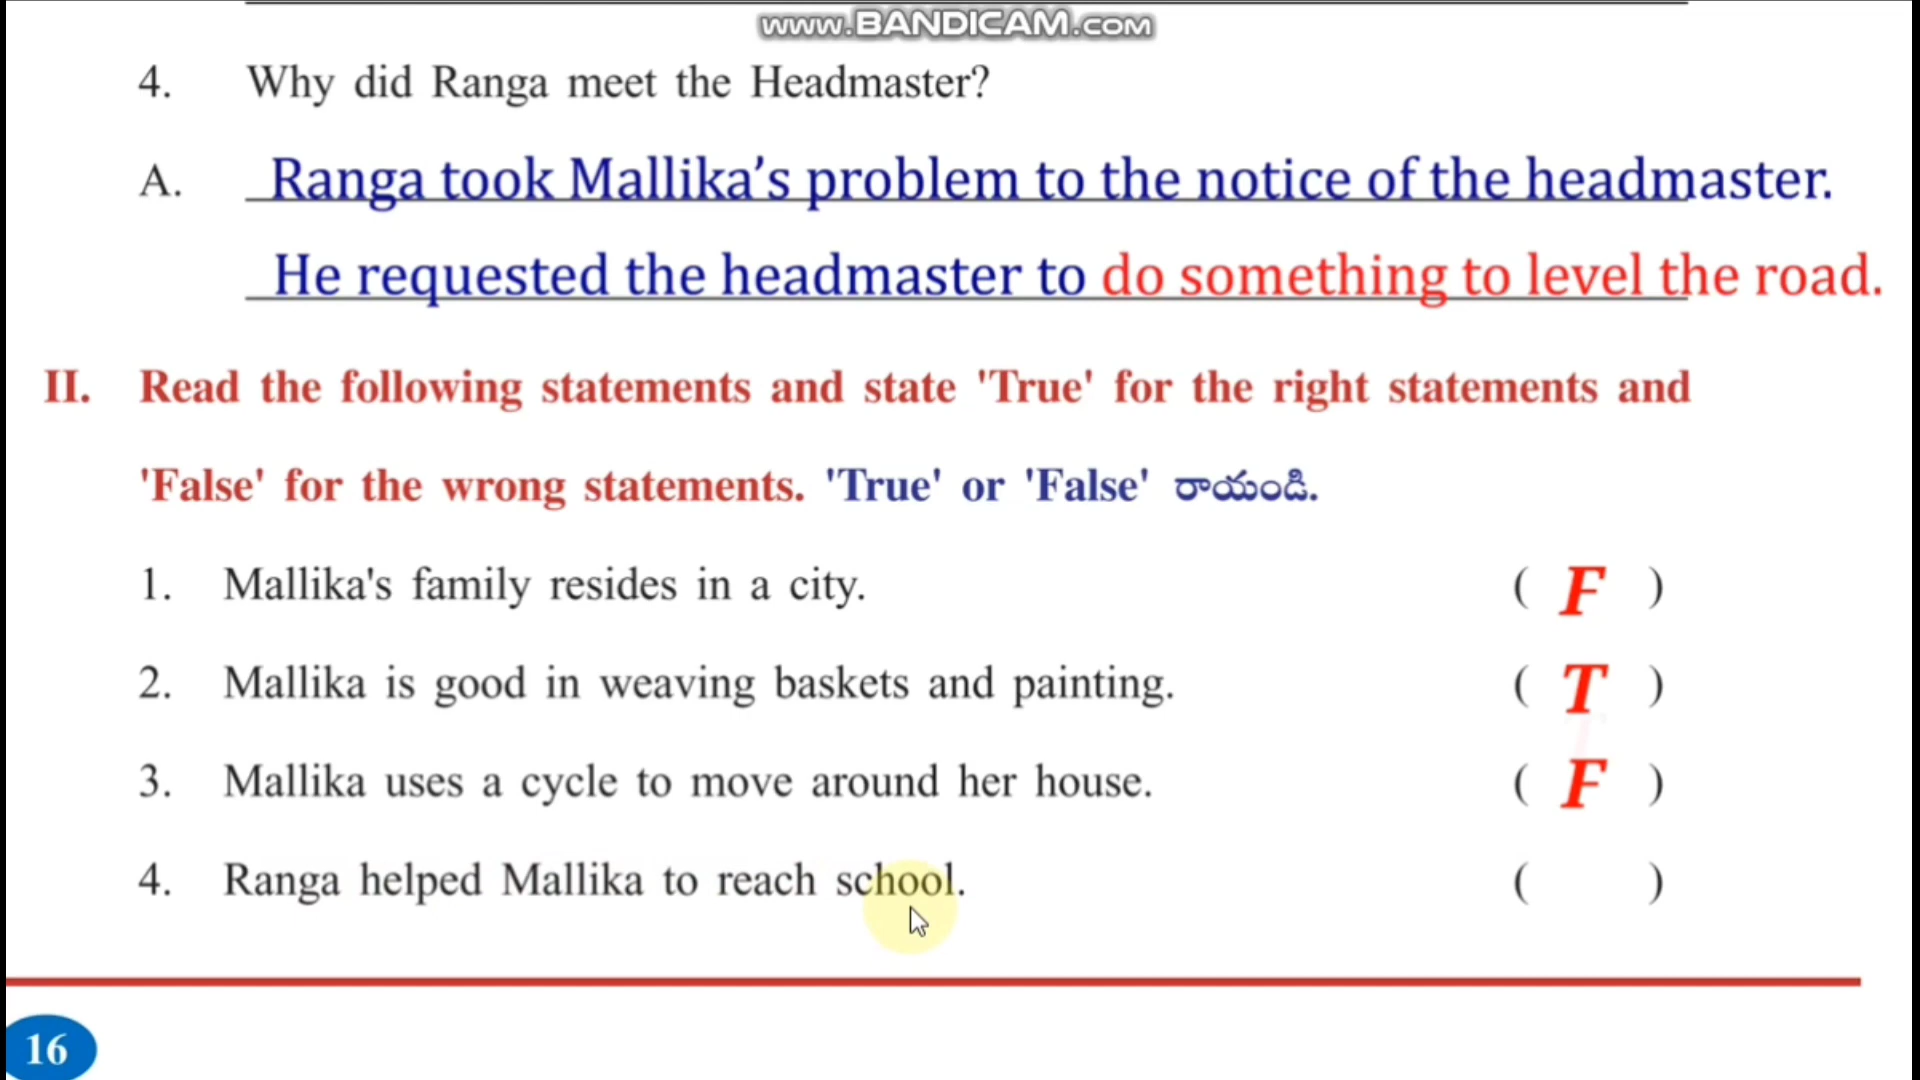 www.BANDICAM.com
4. Why did Ranga meet the Headmaster?
A. Ranga took Mallika’s problem to the notice of the headmaster.
He requested the headmaster to do something to level the road.
II. Read the following statements and state 'True' for the right statements and
'False' for the wrong statements. 'True' or 'False' రాయండి.
1. Mallika's family resides in a city. ( F )
2. Mallika is good in weaving baskets and painting. ( T )
3. Mallika uses a cycle to move around her house. ( F )
4. Ranga helped Mallika to reach school. ( )
16